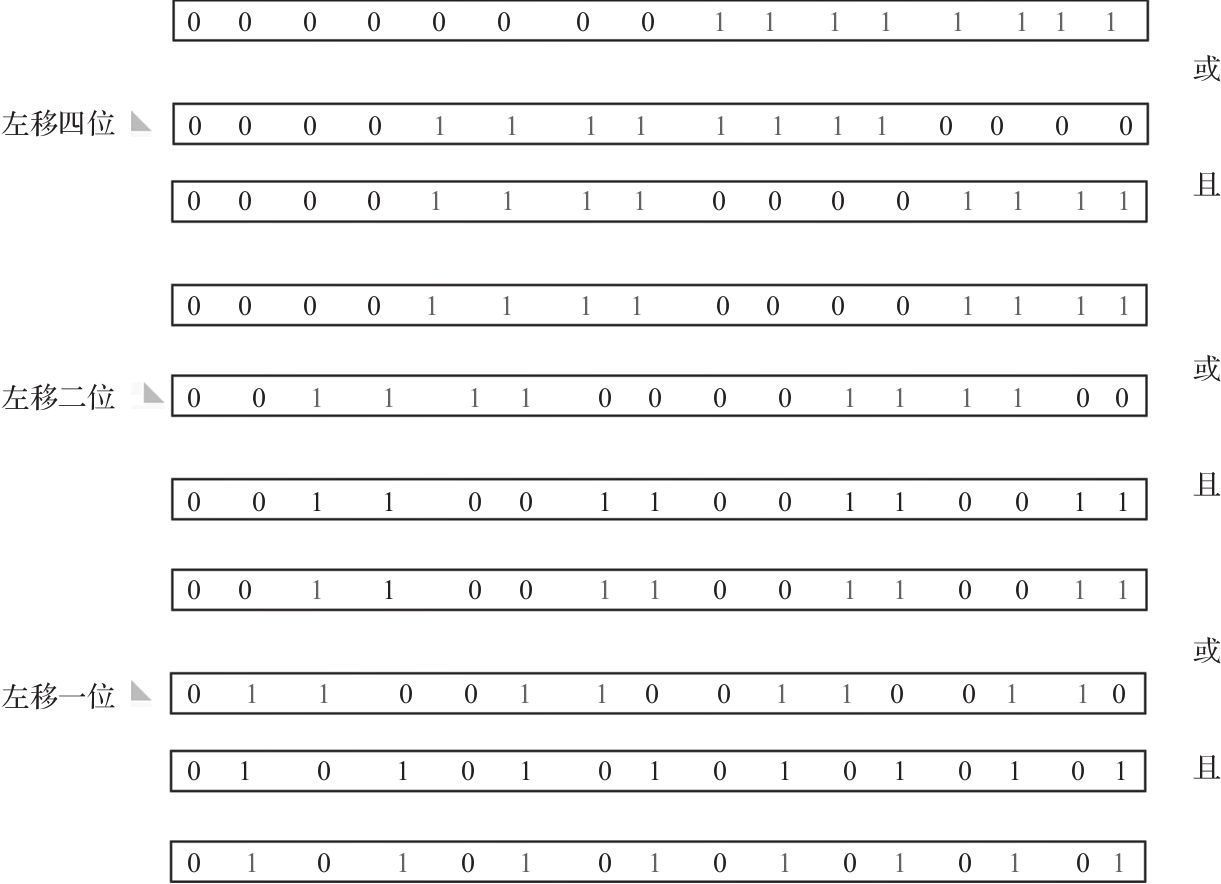 0 0 0 0 0 0 0 0 1 1 1 1 1 1 1 1
或
左移四位 0 0 0 0 1 1 1 1 1 1 1 1 0 0 0 0
0 0 0 0 1 1 1 1 0 0 0 0 1 1 1 1 且
0 0 0 0 1 1 1 1 0 0 0 0 1 1 1 1
或
左移二位 0 0 1 1 1 1 0 0 0 0 1 1 1 1 0 0
0 0 1 1 0 0 1 1 0 0 1 1 0 0 1 1 且
0 0 1 1 0 0 1 1 0 0 1 1 0 0 1 1
或
左移一位 0 1 1 0 0 1 1 0 0 1 1 0 0 1 1 0
0 1 0 1 0 1 0 1 0 1 0 1 0 1 0 1 且
0 1 0 1 0 1 0 1 0 1 0 1 0 1 0 1